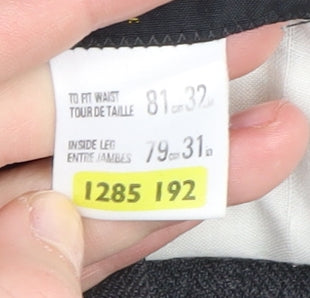 TO FIT WAIST
TOUR DE TAILLE 81cm 32in
INSIDE LEG
ENTRE JAMBES 79cm 31in
1285 192